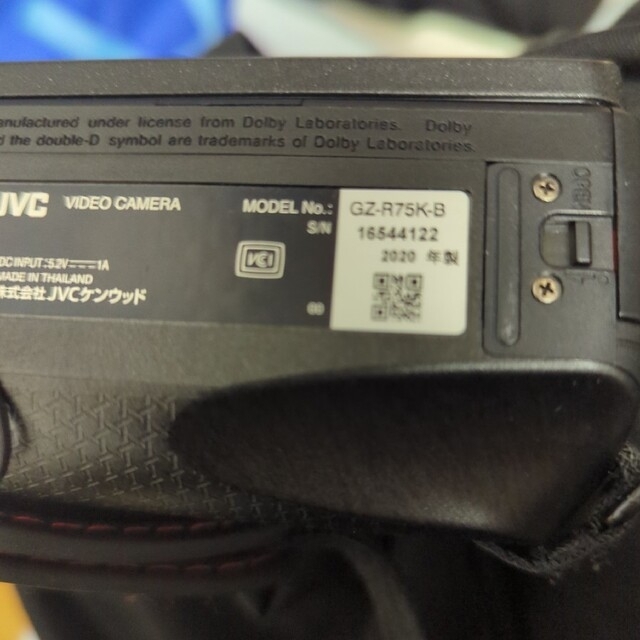 anufactured under license from Dolby Laboratories. Dolby
d the double-D symbol are trademarks of Dolby Laboratories.
JVC VIDEO CAMERA MODEL No.: GZ-R75K-B
S/N 16544122
2020 年製
DC INPUT : 5.2V 1A
MADE IN THAILAND
株式会社 JVCケンウッド